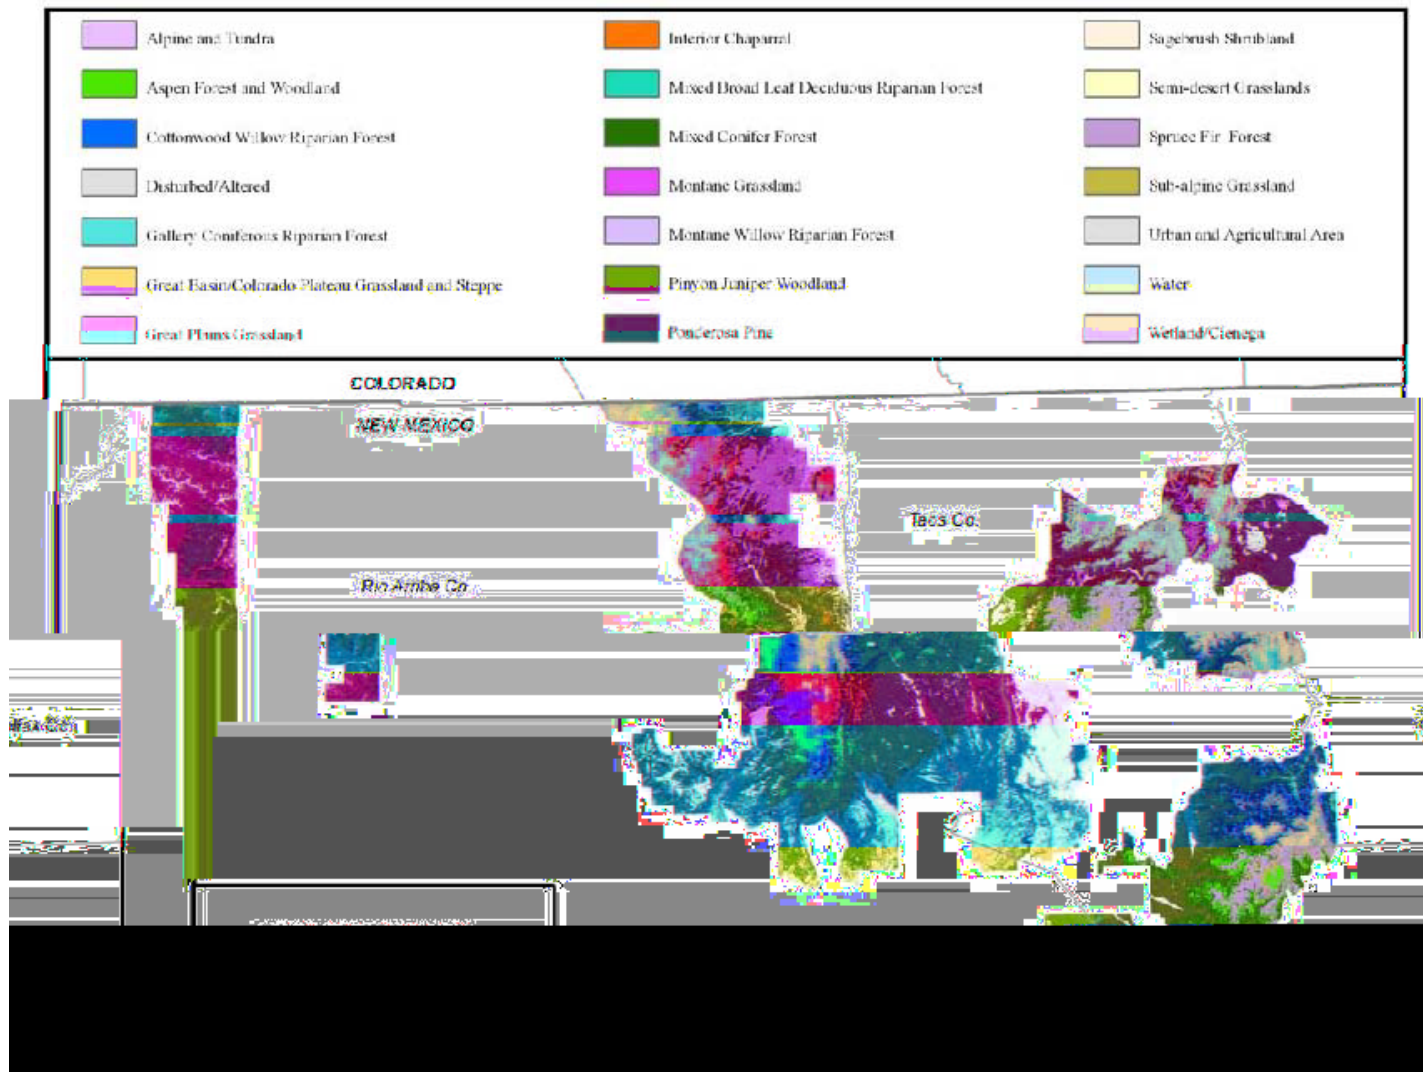 Alpine and Tundra
Interior Chaparral
Sagebrush Shrubland
Aspen Forest and Woodland
Mixed Broad Leaf Deciduous Riparian Forest
Semi-desert Grasslands
Cottonwood Willow Riparian Forest
Mixed Conifer Forest
Spruce Fir Forest
Disturbed/Altered
Montane Grassland
Sub-alpine Grassland
Gallery Coniferous Riparian Forest
Montane Willow Riparian Forest
Urban and Agricultural Area
Great Basin/Colorado Plateau Grassland and Steppe
Pinyon Juniper Woodland
Water
Great Plains Grassland
Ponderosa Pine
Wetland/Cienega
COLORADO
NEW MEXICO
Taos Co.
Rio Arriba Co.